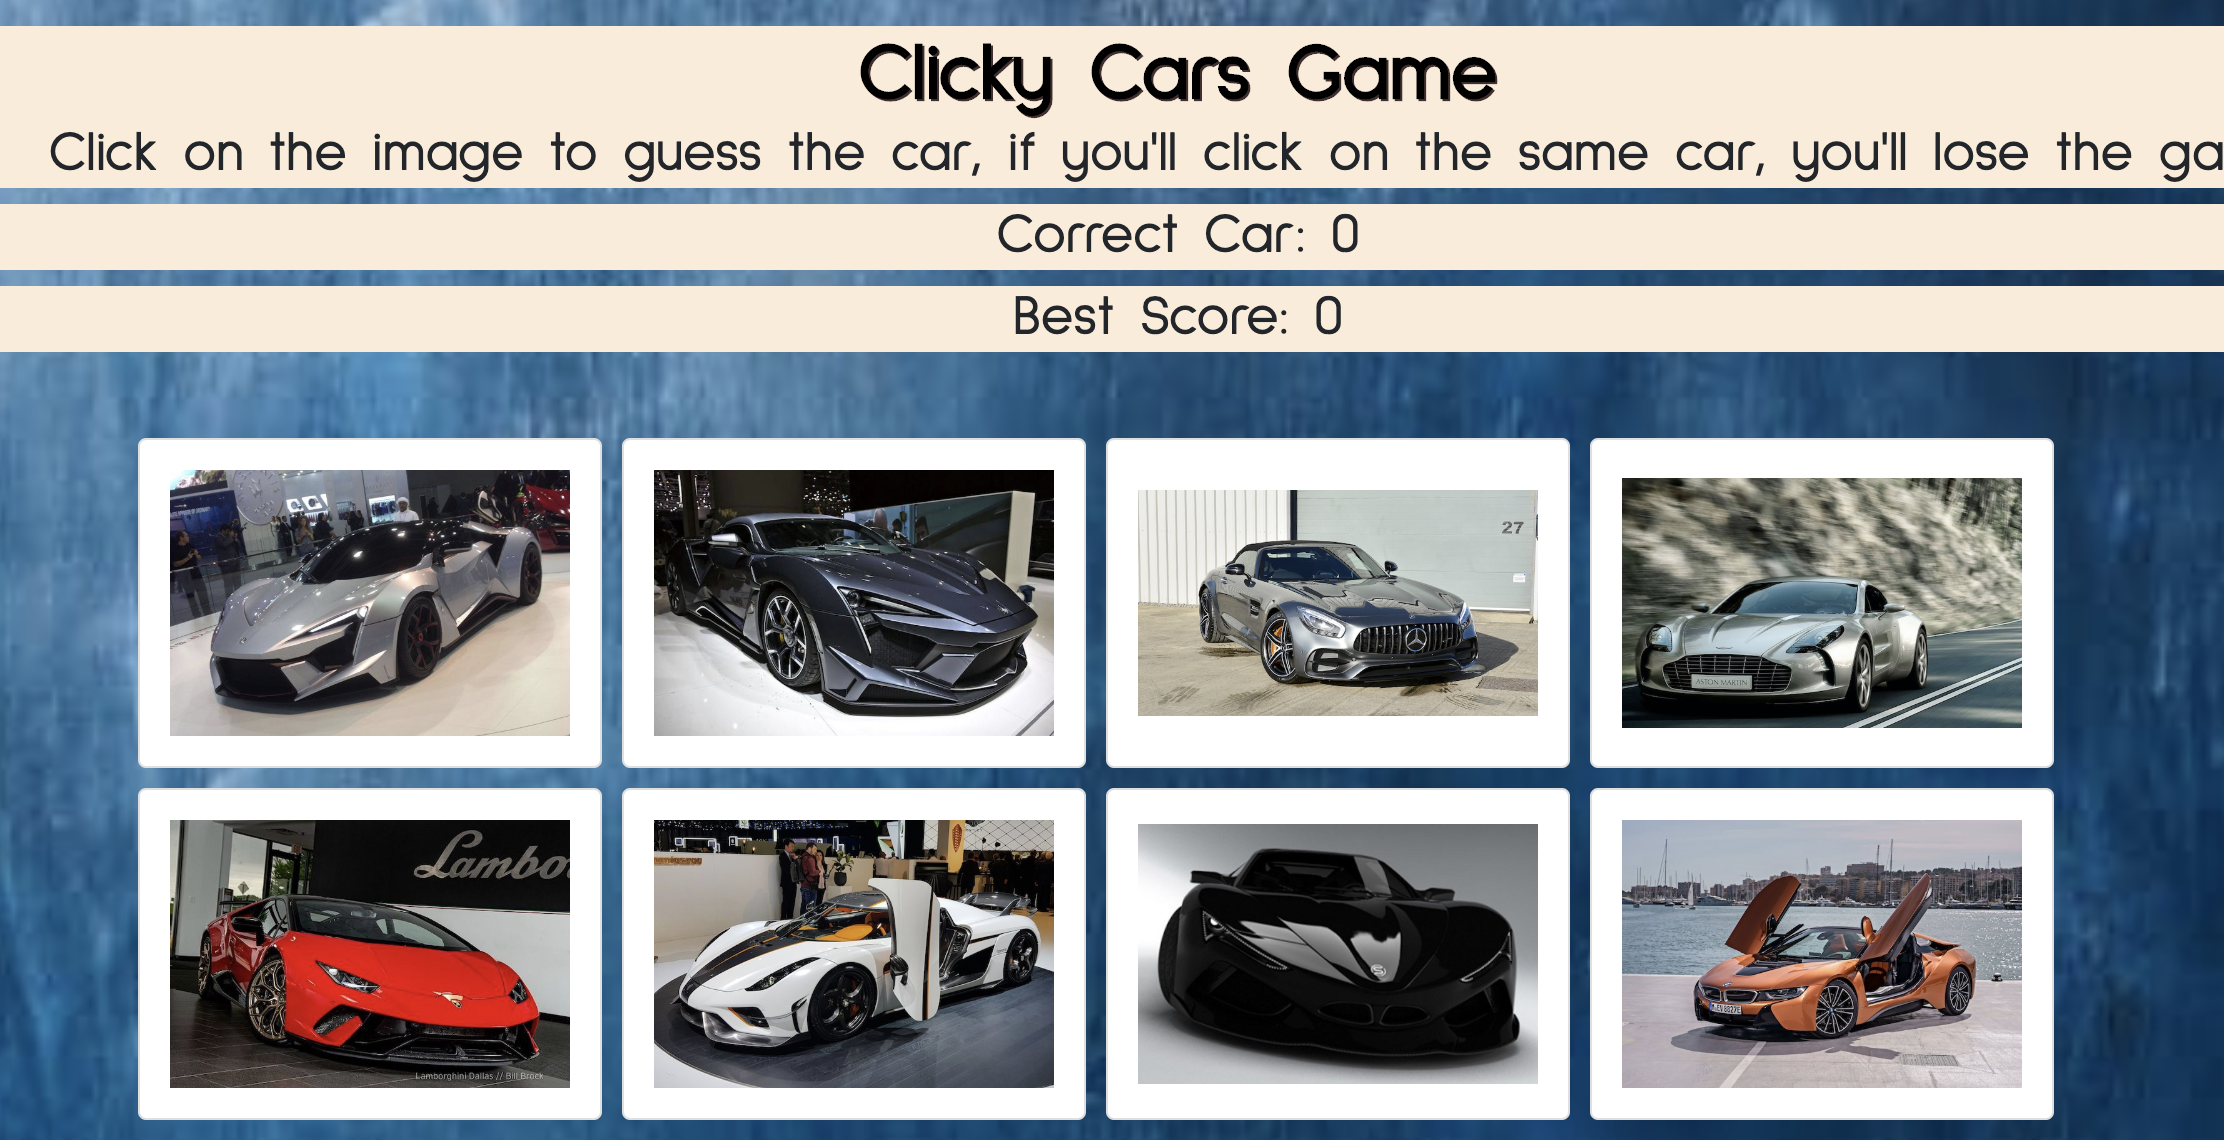 Clicky Cars Game
Click on the image to guess the car, if you'll click on the same car, you'll lose the ga
Correct Car: 0
Best Score: 0
27
ASTON MARTIN
Lambo
Lamborghini Dallas // Bill Brock